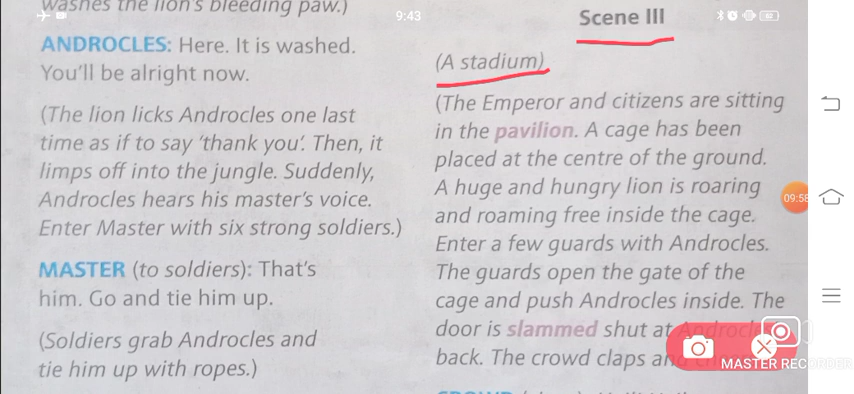 washes the lion's bleeding paw.)
ANDROCLES: Here. It is washed.
You'll be alright now.
(The lion licks Androcles one last
time as if to say 'thank you'. Then, it
limps off into the jungle. Suddenly,
Androcles hears his master's voice.
Enter Master with six strong soldiers.)
MASTER (to soldiers): That's
him. Go and tie him up.
(Soldiers grab Androcles and
tie him up with ropes.)
9:43
Scene III
(A stadium)
(The Emperor and citizens are sitting
in the pavilion. A cage has been
placed at the centre of the ground.
A huge and hungry lion is roaring
and roaming free inside the cage.
Enter a few guards with Androcles.
The guards open the gate of the
cage and push Androcles inside. The
door is slammed shut at
back. The crowd claps
09:58
MASTER RECORDER